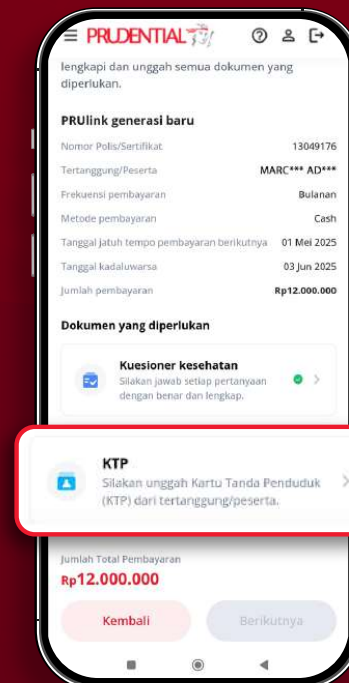 PRUDENTIAL
lengkapi dan unggah semua dokumen yang
diperlukan.
PRUlink generasi baru
Nomor Polis/Sertifikat 13049176
Tertanggung/Peserta MARC*** AD***
Frekuensi pembayaran Bulanan
Metode pembayaran Cash
Tanggal jatuh tempo pembayaran berikutnya 01 Mei 2025
Tanggal kadaluwarsa 03 Jun 2025
Jumlah pembayaran Rp12.000.000
Dokumen yang diperlukan
Kuesioner kesehatan
Silakan jawab setiap pertanyaan
dengan benar dan lengkap.
KTP
Silakan unggah Kartu Tanda Penduduk
(KTP) dari tertanggung/peserta.
Jumlah Total Pembayaran
Rp12.000.000
Kembali Berikutnya